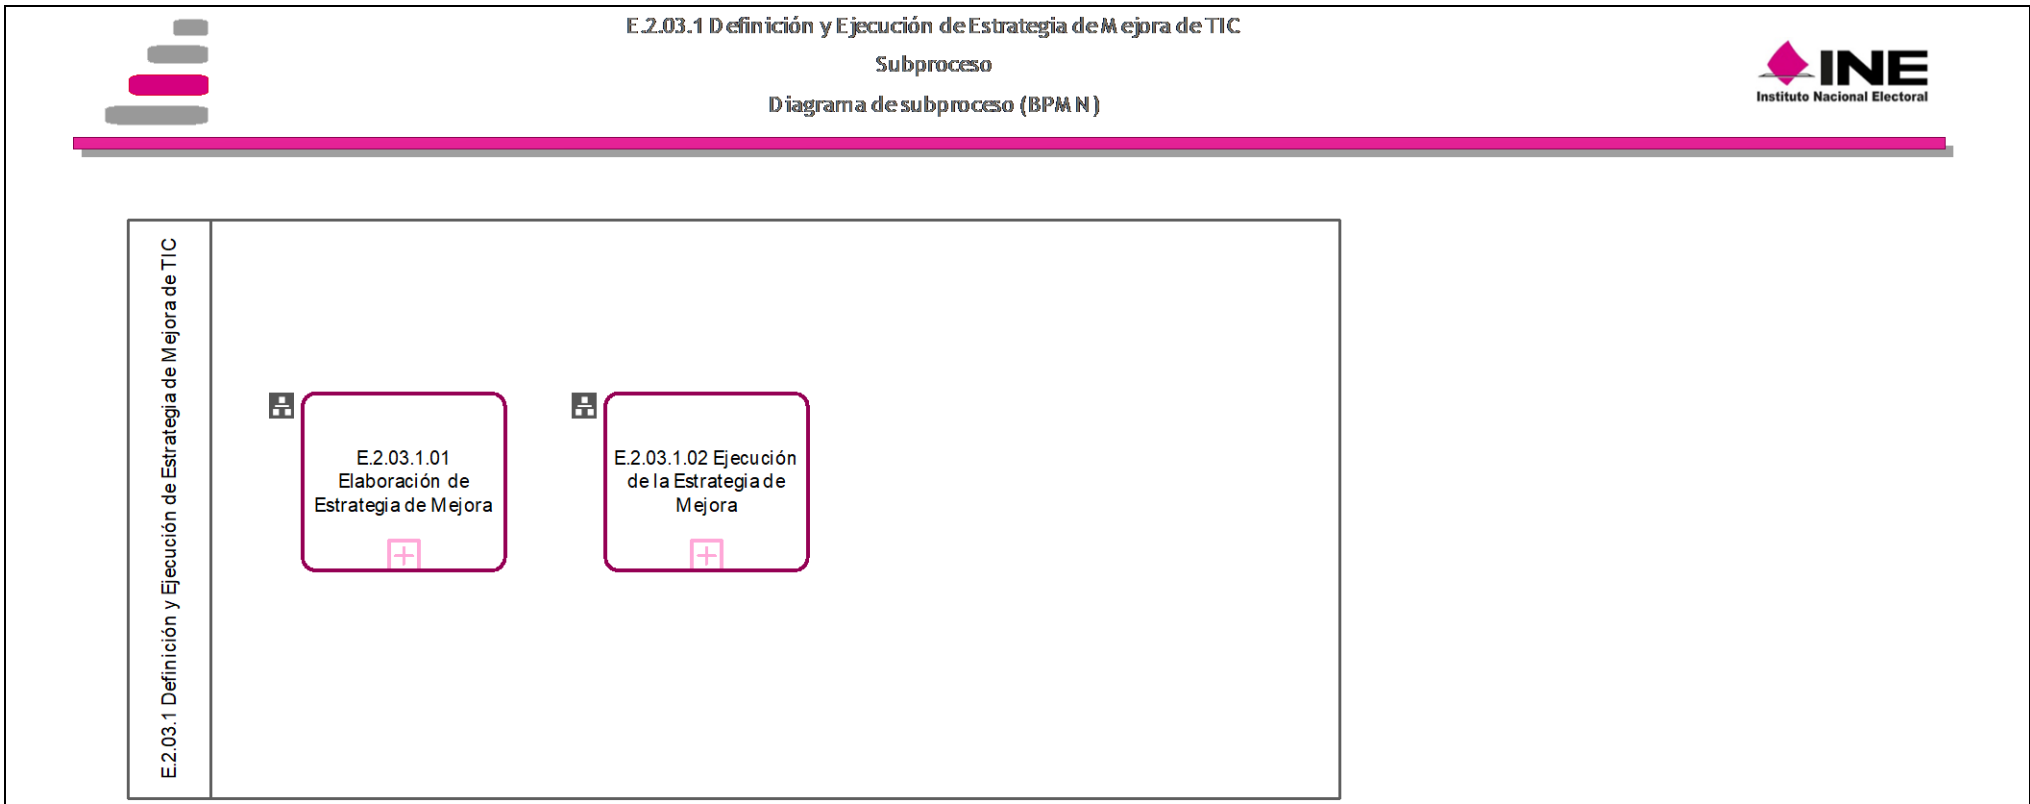 E.2.03.1 Definición y Ejecución de Estrategia de Mejora de TIC
Subproceso
Diagrama de subproceso (BPMN)
INE
Instituto Nacional Electoral
E.2.03.1 Definición y Ejecución de Estrategia de Mejora de TIC
E.2.03.1.01
Elaboración de
Estrategia de Mejora
E.2.03.1.02 Ejecución
de la Estrategia de
Mejora